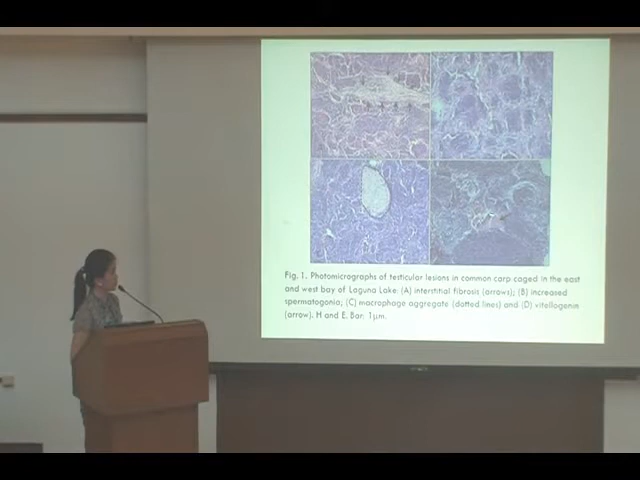 Fig. 1. Photomicrographs of testicular lesions in common carp caged in the east
and west bay of Laguna Lake: (A) interstitial fibrosis (arrows); (B) increased
spermatogonia; (C) macrophage aggregate (dotted lines) and (D) vitellogenin
(arrow). H and E. Bar: 1µm.